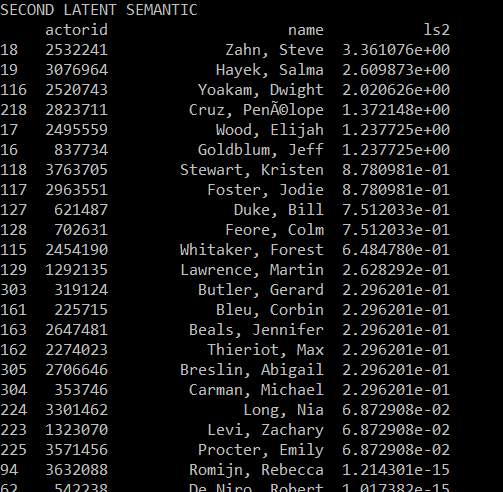 SECOND LATENT SEMANTIC
actorid name ls2
18 2532241 Zahn, Steve 3.361076e+00
19 3076964 Hayek, Salma 2.609873e+00
116 2520743 Yoakam, Dwight 2.020626e+00
218 2823711 Cruz, PenÃ©lope 1.372148e+00
17 2495559 Wood, Elijah 1.237725e+00
16 837734 Goldblum, Jeff 1.237725e+00
118 3763705 Stewart, Kristen 8.780981e-01
117 2963551 Foster, Jodie 8.780981e-01
127 621487 Duke, Bill 7.512033e-01
128 702631 Feore, Colm 7.512033e-01
115 2454190 Whitaker, Forest 6.484780e-01
129 1292135 Lawrence, Martin 2.628292e-01
303 319124 Butler, Gerard 2.296201e-01
161 225715 Bleu, Corbin 2.296201e-01
163 2647481 Beals, Jennifer 2.296201e-01
162 2274023 Thieriot, Max 2.296201e-01
305 2706646 Breslin, Abigail 2.296201e-01
304 353746 Carman, Michael 2.296201e-01
224 3301462 Long, Nia 6.872908e-02
223 1323070 Levi, Zachary 6.872908e-02
225 3571456 Procter, Emily 6.872908e-02
94 3632088 Romijn, Rebecca 1.214301e-15
62 542238 De Niro, Robert 1.017382e-15